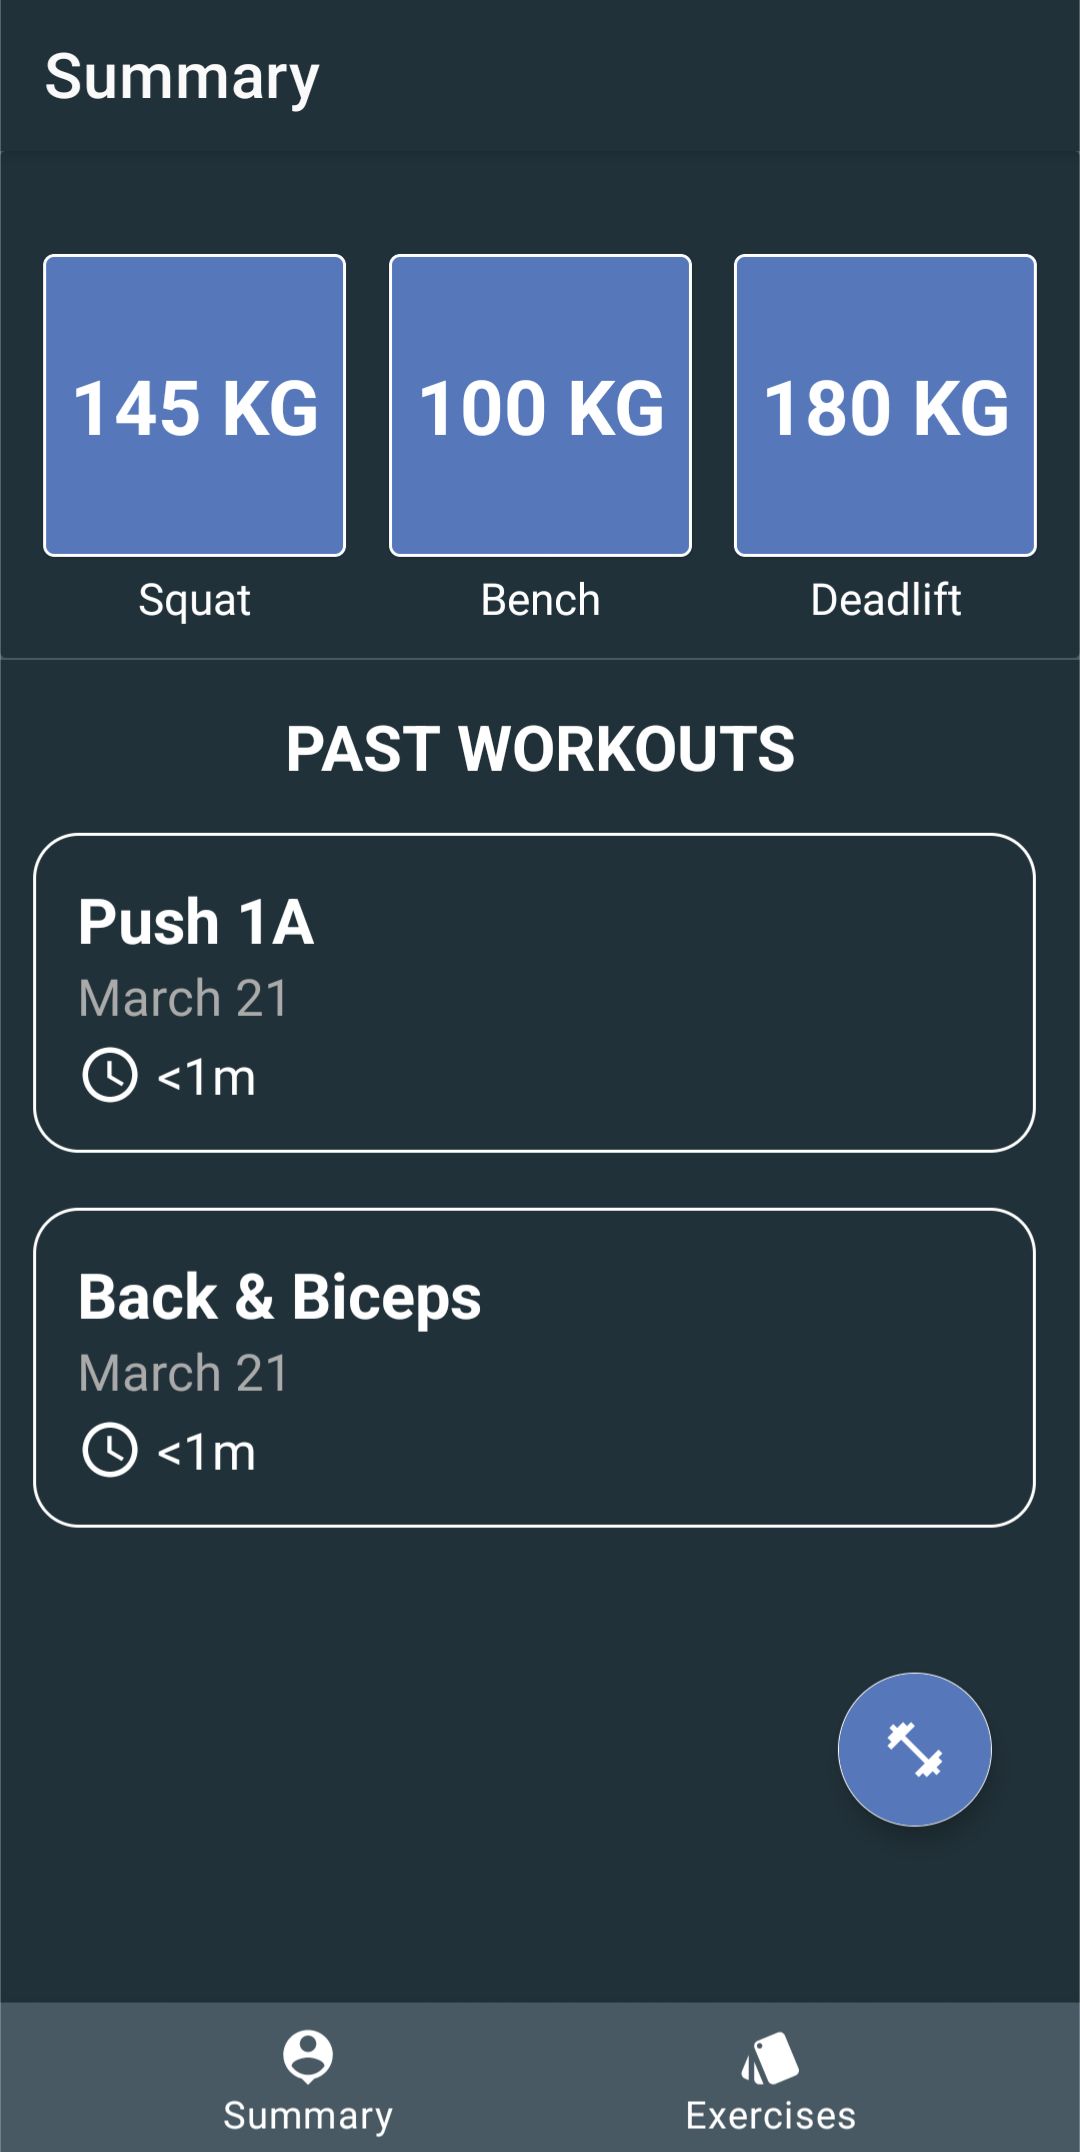 Summary
145 KG
100 KG
180 KG
Squat
Bench
Deadlift
PAST WORKOUTS
Push 1A
March 21
<1m
Back & Biceps
March 21
<1m
Summary
Exercises